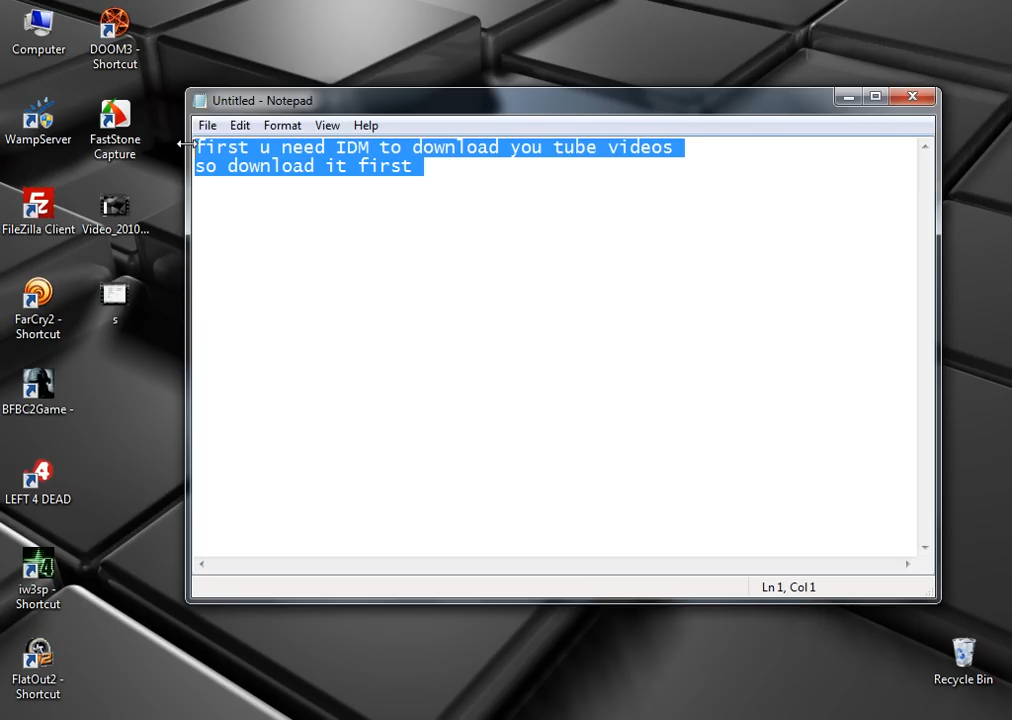 Computer
DOOM3 -
Shortcut
WampServer
FastStone
Capture
FileZilla Client
Video_2010...
FarCry2 -
Shortcut
s
BFBC2Game -
LEFT 4 DEAD
iw3sp -
Shortcut
FlatOut2 -
Shortcut
Untitled - Notepad
File Edit Format View Help
first u need IDM to download you tube videos
so download it first
Ln 1, Col 1
Recycle Bin